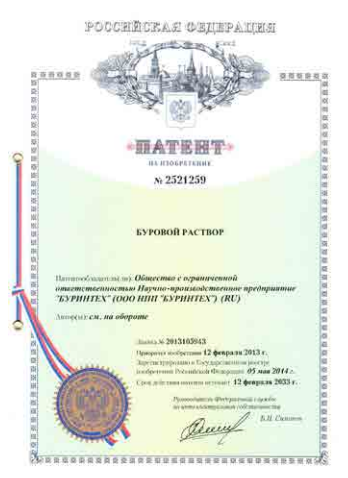 РОССИЙСКАЯ ФЕДЕРАЦИЯ
ПАТЕНТ
НА ИЗОБРЕТЕНИЕ
№ 2521259
БУРОВОЙ РАСТВОР
Патентообладатель(ли): Общество с ограниченной
ответственностью Научно-производственное предприятие
"БУРИНТЕХ" (ООО НПП "БУРИНТЕХ") (RU)
Автор(ы): см. на обороте
Заявка № 2013105943
Приоритет изобретения 12 февраля 2013 г.
Зарегистрировано в Государственном реестре
изобретений Российской Федерации 05 мая 2014 г.
Срок действия патента истекает 12 февраля 2033 г.
Руководитель Федеральной службы
по интеллектуальной собственности
Б.П. Симонов